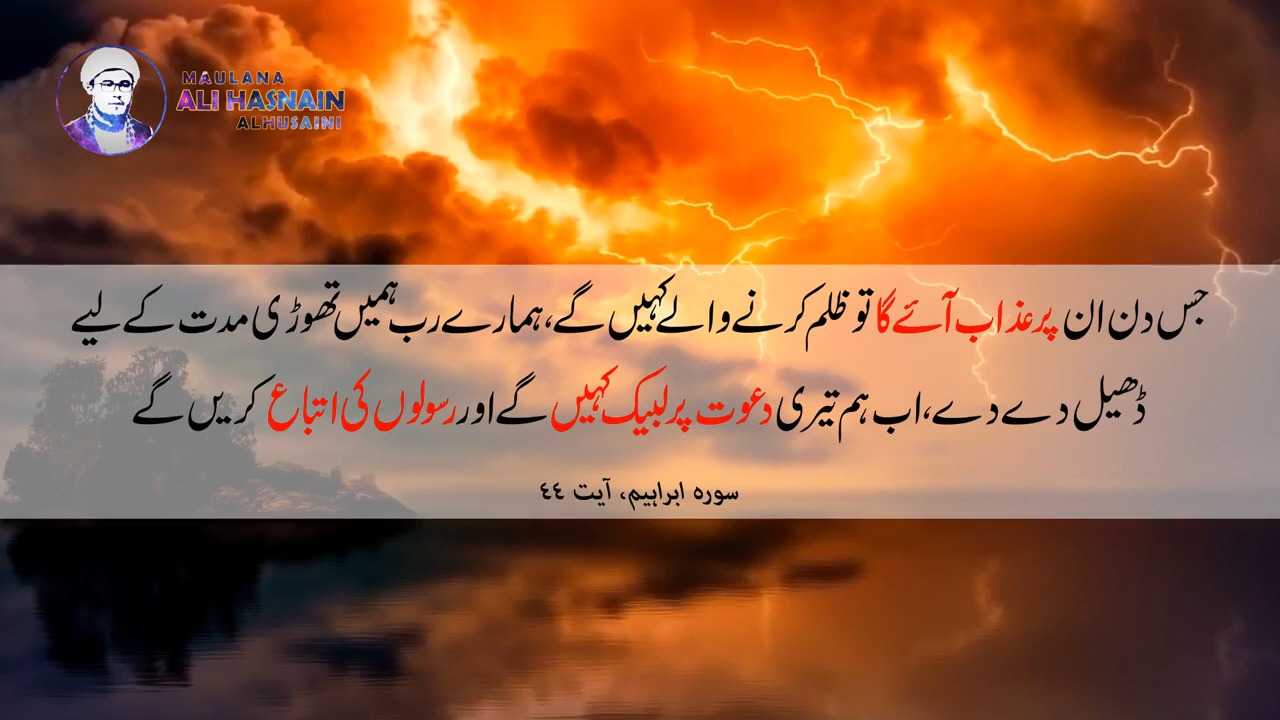 MAULANA
ALI HASNAIN
ALHUSAINI
جس دن ان پر عذاب آئے گا تو ظلم کرنے والے کہیں گے، ہمارے رب ہمیں تھوڑی مدت کے لیے
ڈھیل دے دے، اب ہم تیری دعوت پر لبیک کہیں گے اور رسولوں کی اتباع کریں گے
سورہ ابراہیم، آیت ٤٤